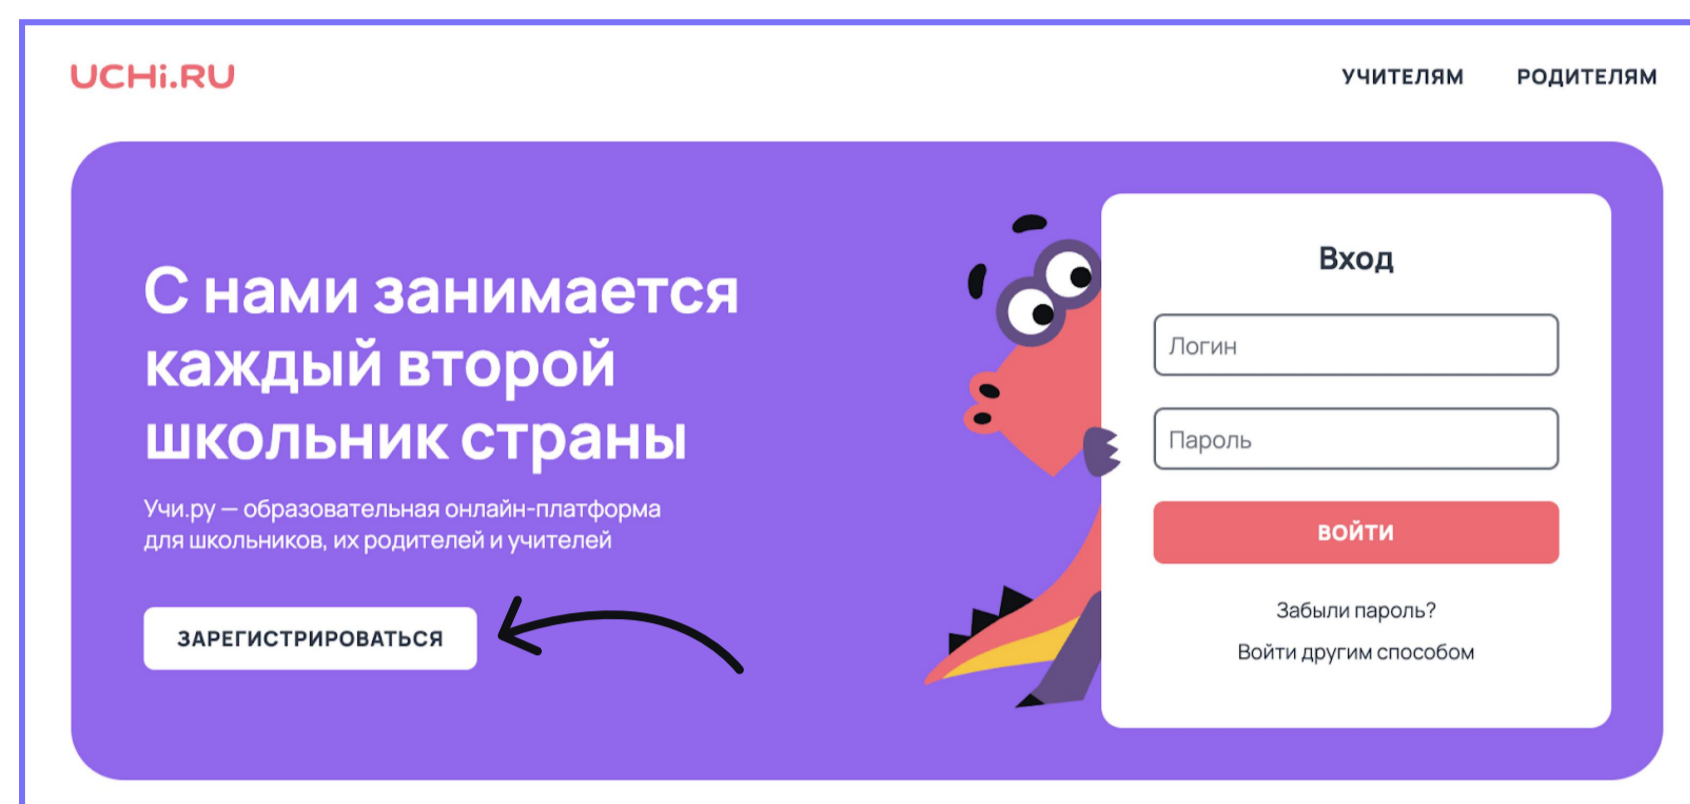 UCHi.RU
УЧИТЕЛЯМ
РОДИТЕЛЯМ
С нами занимается
каждый второй
школьник страны
Учи.ру — образовательная онлайн-платформа
для школьников, их родителей и учителей
ЗАРЕГИСТРИРОВАТЬСЯ
Вход
Логин
Пароль
ВОЙТИ
Забыли пароль?
Войти другим способом